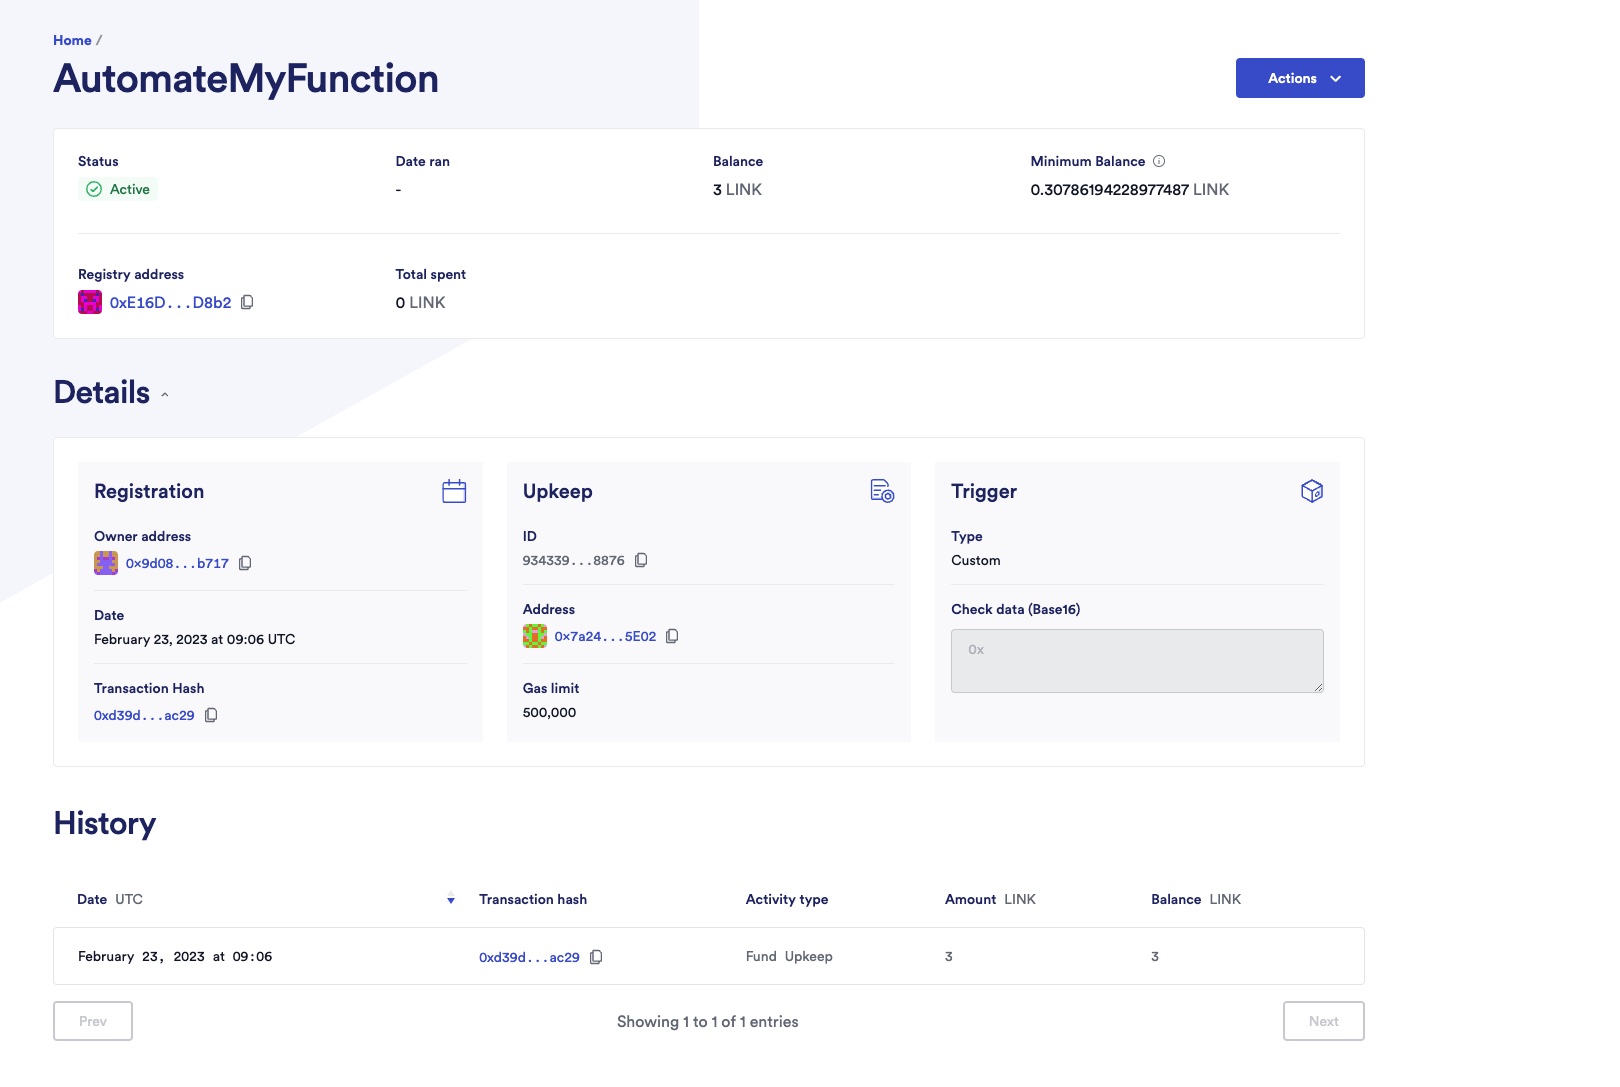 Home /
AutomateMyFunction
Actions
Status Date ran Balance Minimum Balance
Active - 3 LINK 0.30786194228977487 LINK
Registry address Total spent
0xE16D...D8b2 0 LINK
Details
Registration Upkeep Trigger
Owner address ID Type
0x9d08...b717 934339...8876 Custom
Date Address Check data (Base16)
February 23, 2023 at 09:06 UTC 0x7a24...5E02 0x
Transaction Hash Gas limit
0xd39d...ac29 500,000
History
Date UTC Transaction hash Activity type Amount LINK Balance LINK
February 23, 2023 at 09:06 0xd39d...ac29 Fund Upkeep 3 3
Prev Showing 1 to 1 of 1 entries Next